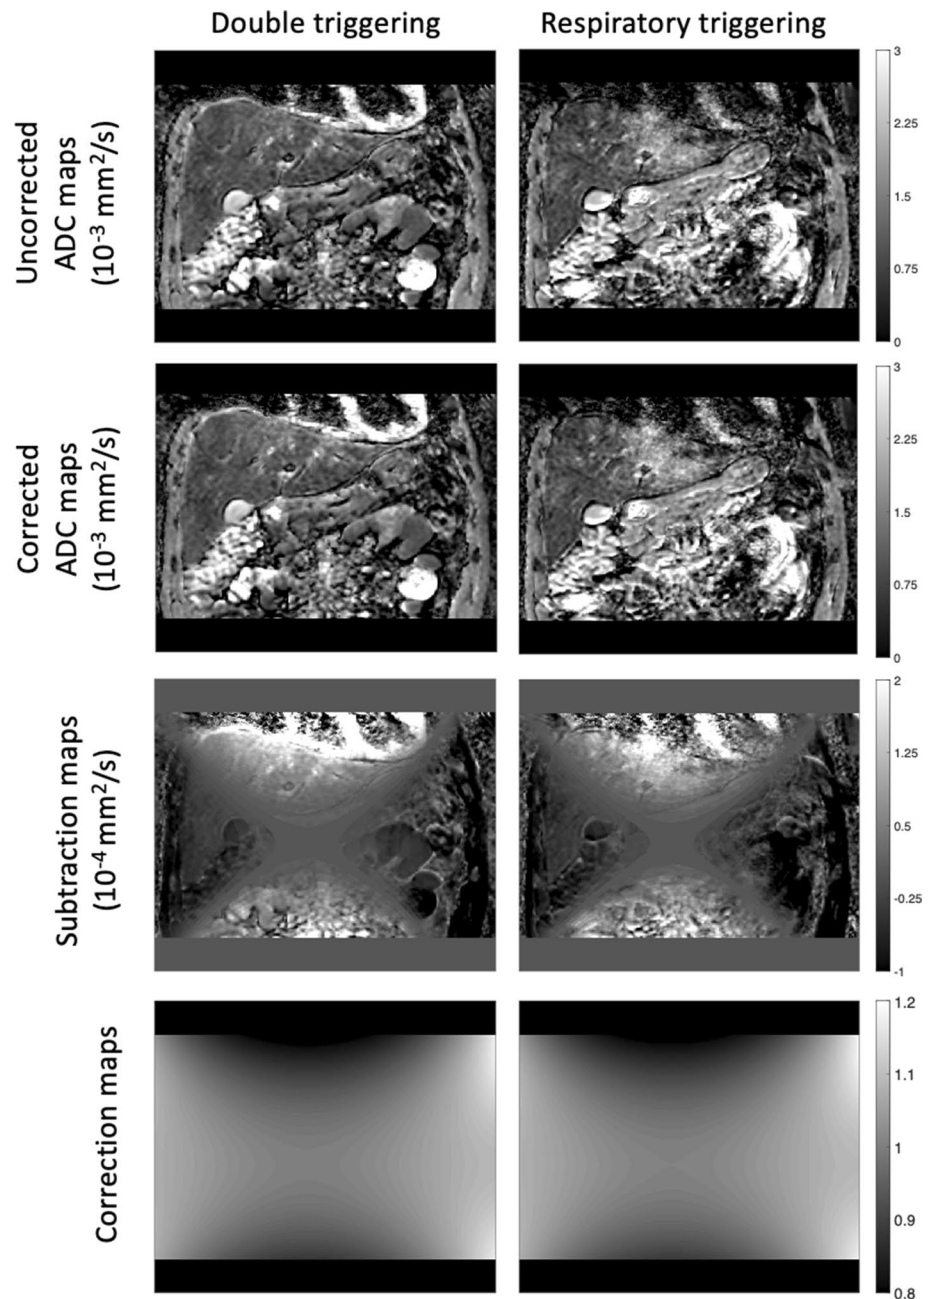 Double triggering
Respiratory triggering
Uncorrected
ADC maps
(10⁻³ mm²/s)
3
2.25
1.5
0.75
0
Corrected
ADC maps
(10⁻³ mm²/s)
3
2.25
1.5
0.75
0
Subtraction maps
(10⁻⁴ mm²/s)
2
1.25
0.5
-0.25
-1
Correction maps
1.2
1.1
1
0.9
0.8